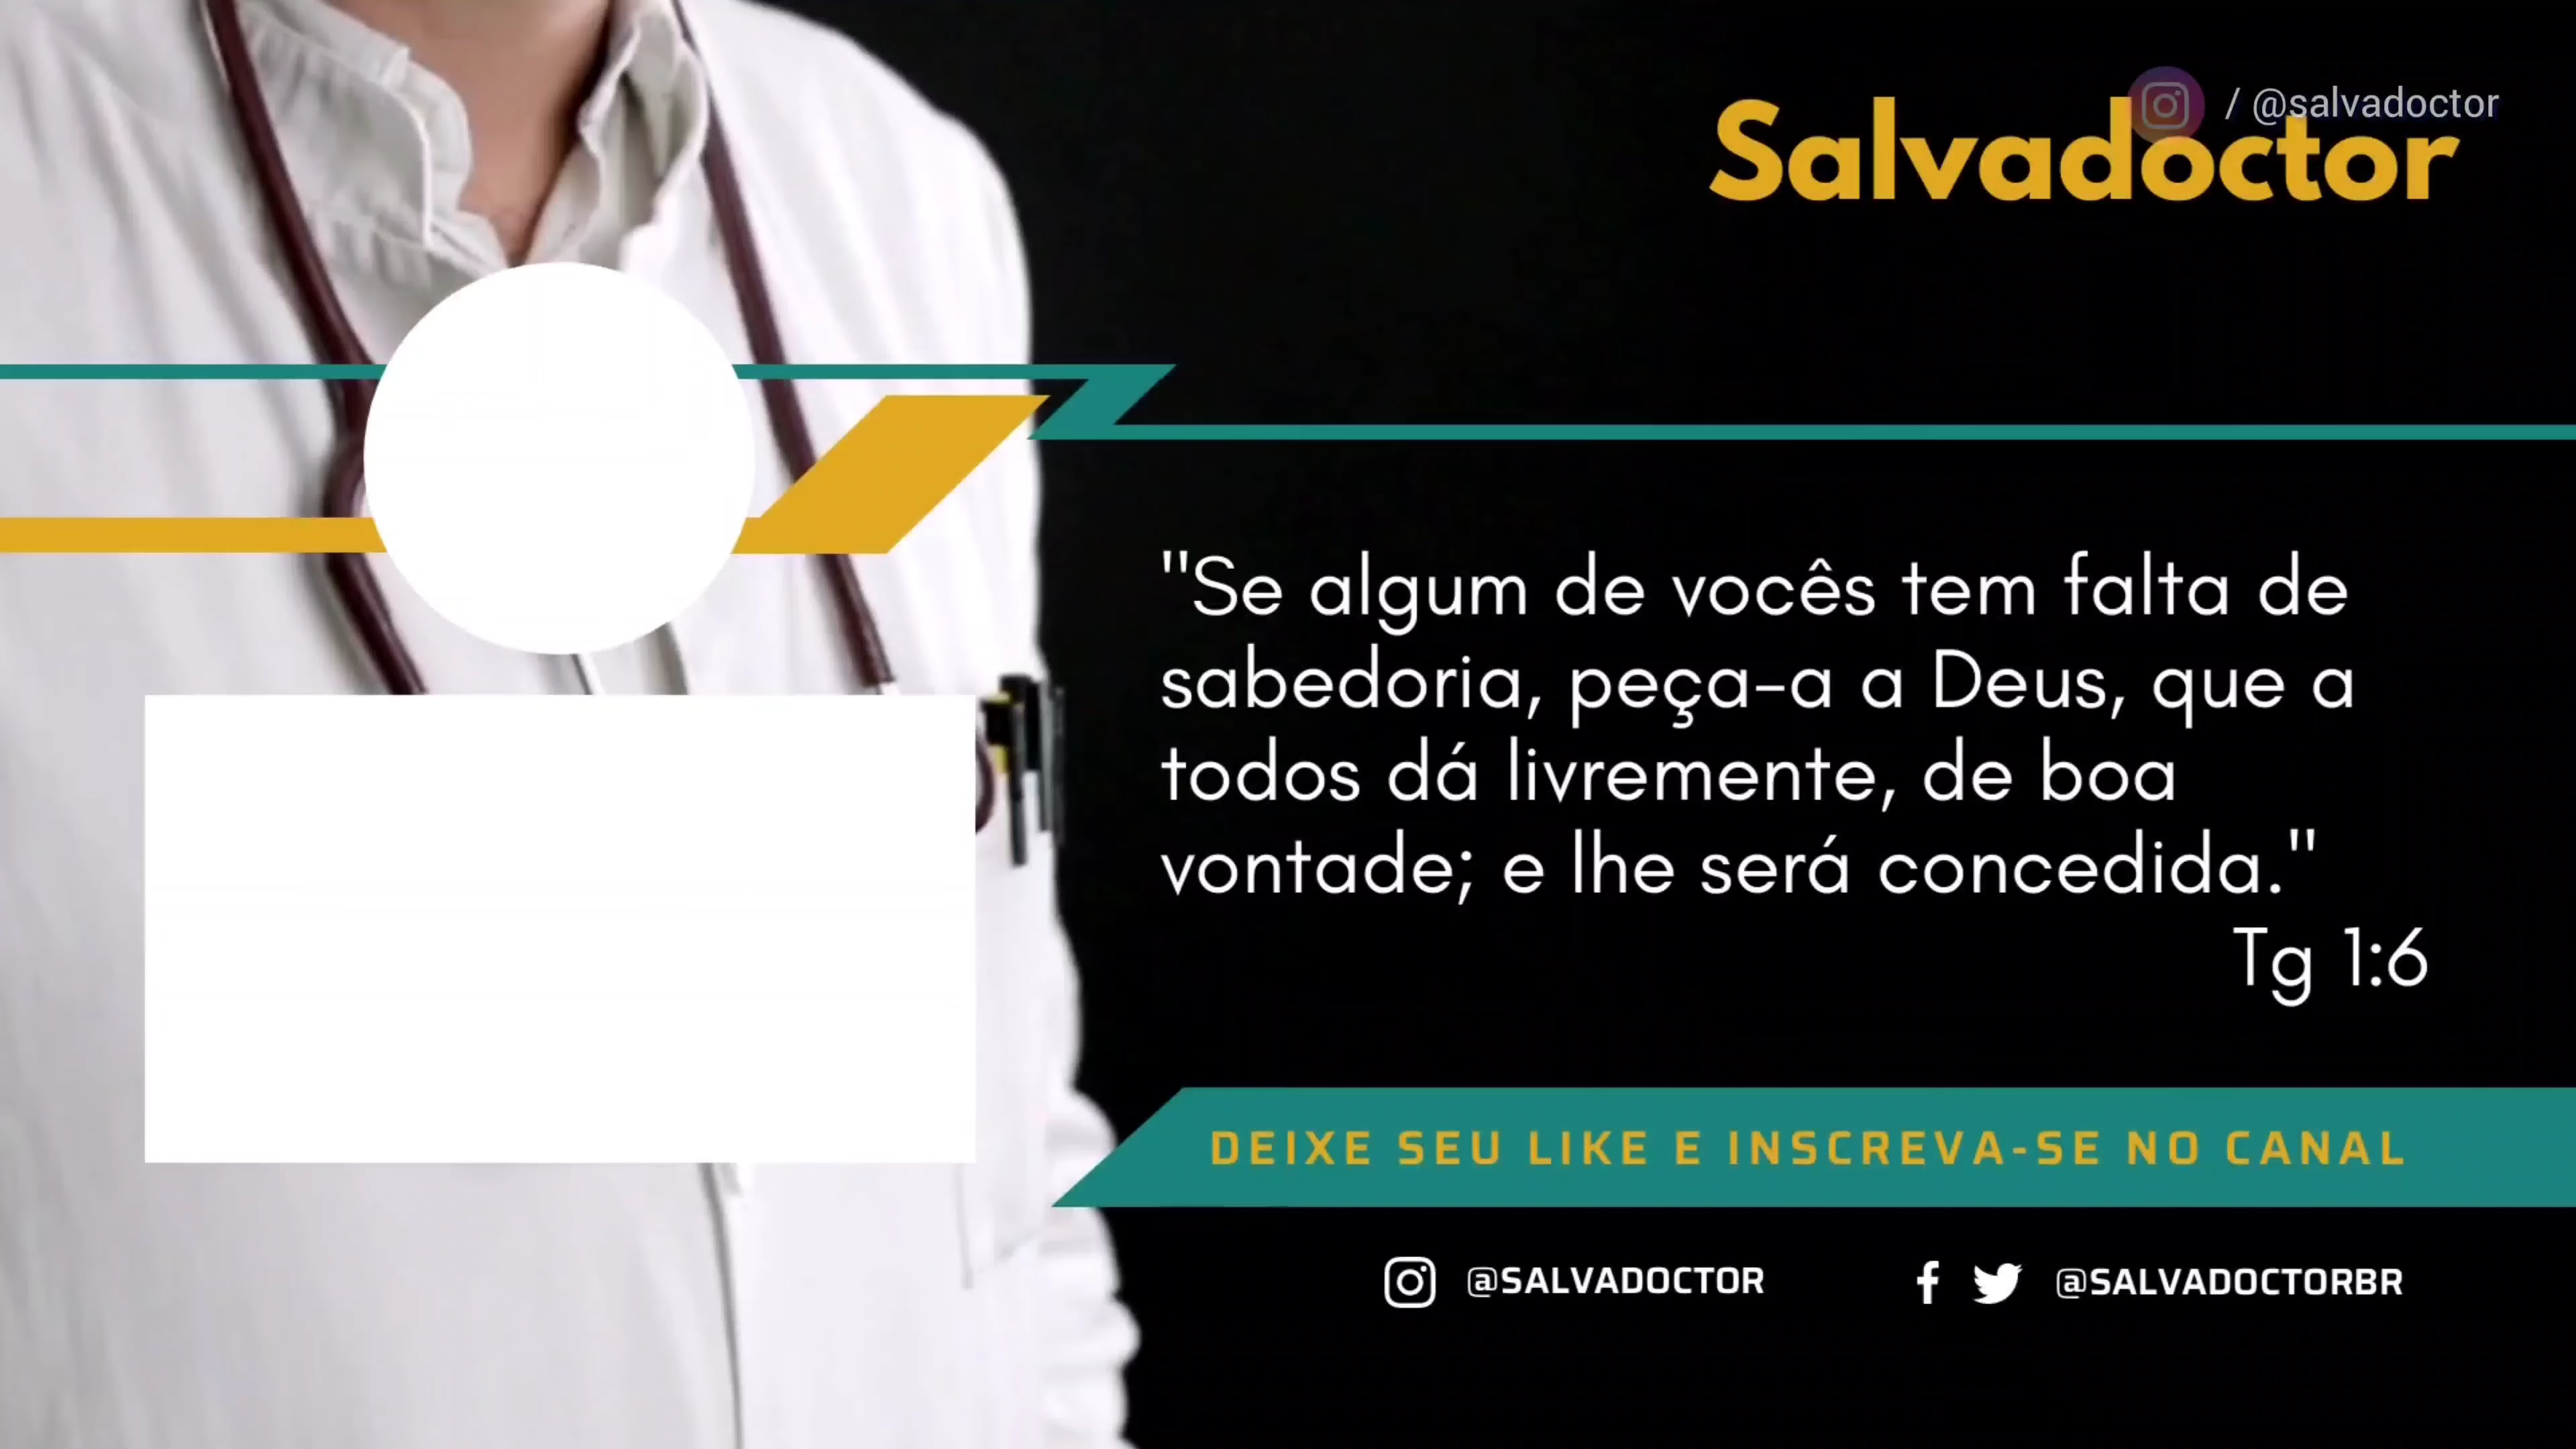 / @salvadoctor
Salvadoctor
"Se algum de vocês tem falta de
sabedoria, peça-a a Deus, que a
todos dá livremente, de boa
vontade; e lhe será concedida."
Tg 1:6
DEIXE SEU LIKE E INSCREVA-SE NO CANAL
@SALVADOCTOR
@SALVADOCTORBR